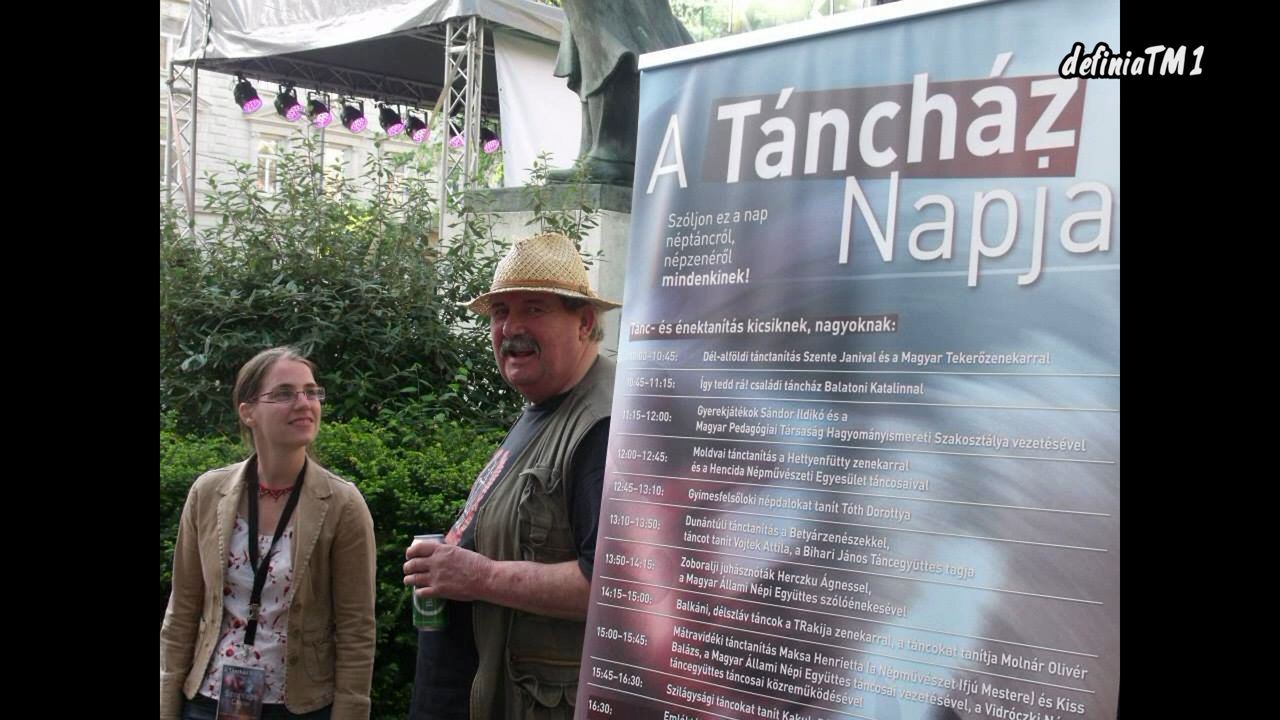 definiaTM1
A Táncház
Napja
Szóljon ez a nap
néptáncról,
népzenéről
mindenkinek!
Tánc- és énektanítás kicsiknek, nagyoknak:
10:00–10:45: Dél-alföldi tánctanítás Szente Janival és a Magyar Tekerőzenekarral
10:45–11:15: Így tedd rá! családi táncház Balatoni Katalinnal
11:15–12:00: Gyerekjátékok Sándor Ildikó és a
Magyar Pedagógiai Társaság Hagyományismereti Szakosztálya vezetésével
12:00–12:45: Moldvai tánctanítás a Hettyenfütty zenekarral
és a Hencida Népművészeti Egyesület táncosaival
12:45–13:10: Gyimesfelsőloki népdalokat tanít Tóth Dorottya
13:10–13:50: Dunántúli tánctanítás a Betyárzenészekkel,
táncot tanít Vojtek Attila, a Bihari János Táncegyüttes tagja
13:50–14:15: Zoboralji juhásznóták Herczku Ágnessel,
a Magyar Állami Népi Együttes szólóénekesével
14:15–15:00: Balkáni, délszláv táncok a TRakija zenekarral, a táncokat tanítja Molnár Olivér
15:00–15:45: Mátravidéki tánctanítás Maksa Henrietta (a Népművészet Ifjú Mestere) és Kiss
Balázs, a Magyar Állami Népi Együttes táncosai vezetésével, a Vidróczki
táncegyüttes táncosai közreműködésével
15:45–16:30: Szilágysági táncokat tanít
16:30:
A Táncház